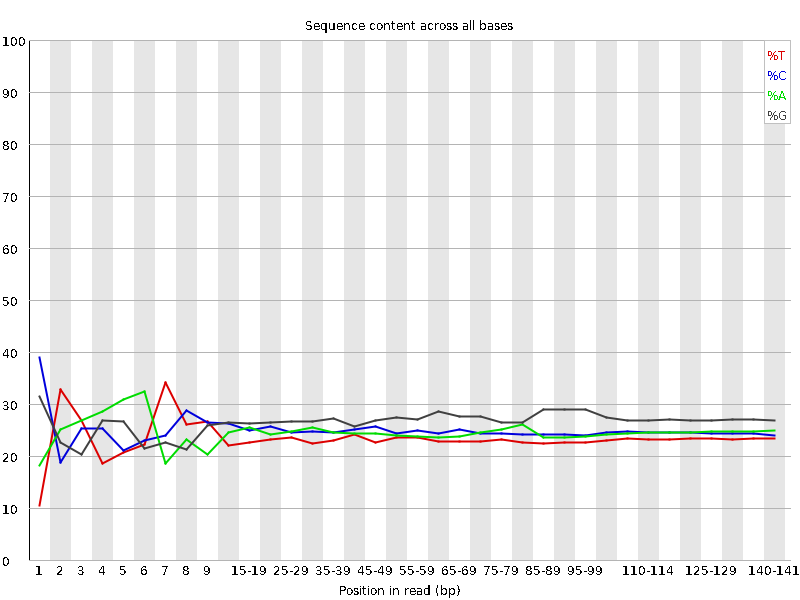 Sequence content across all bases
%T
%C
%A
%G
100
90
80
70
60
50
40
30
20
10
0
1 2 3 4 5 6 7 8 9 15-19 25-29 35-39 45-49 55-59 65-69 75-79 85-89 95-99 110-114 125-129 140-141
Position in read (bp)